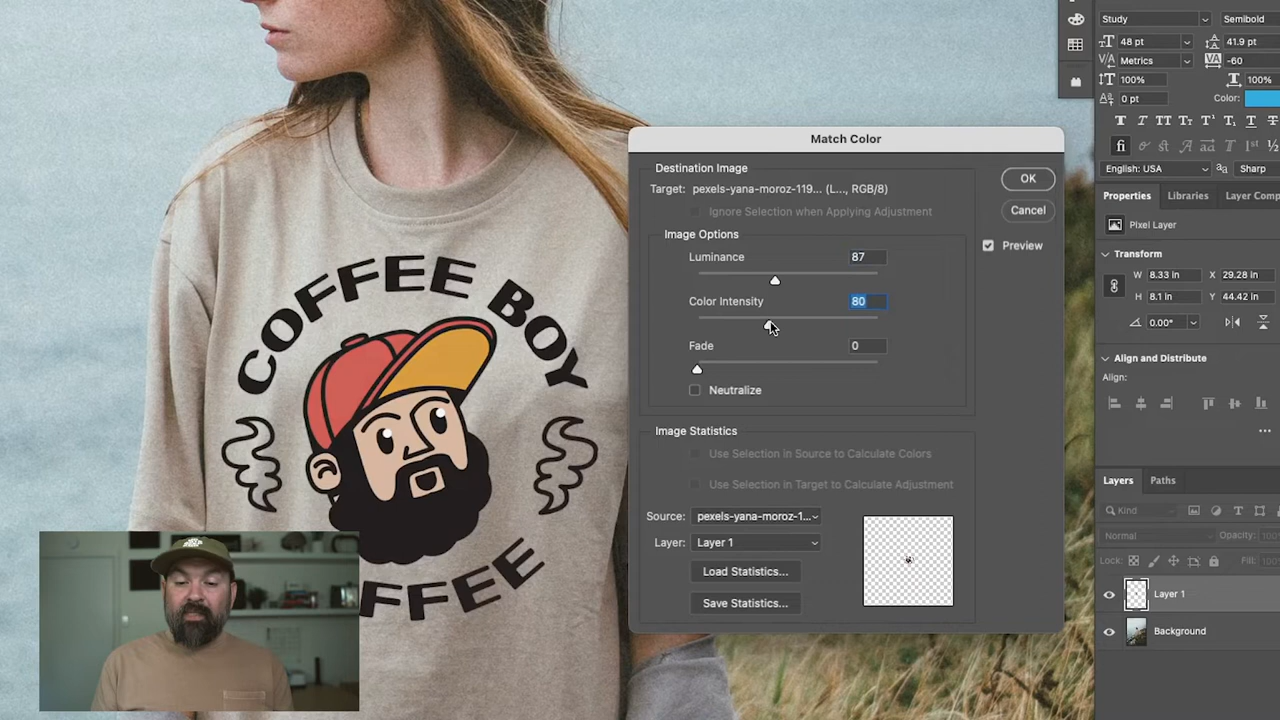 Study
Semibold
48 pt
41.9 pt
Metrics
-60
100%
100%
0 pt
Color:
English: USA
Sharp
Properties
Libraries
Layer Comp
Pixel Layer
Transform
W 8.33 in
X 29.28 in
H 8.1 in
Y 44.42 in
0.00°
Align and Distribute
Align:
Layers
Paths
Kind
Normal
Opacity: 100
Lock:
Fill: 100
Layer 1
Background
Match Color
Destination Image
Target: pexels-yana-moroz-119... (L..., RGB/8)
Ignore Selection when Applying Adjustment
Image Options
Luminance 87
Color Intensity 80
Fade 0
Neutralize
OK
Cancel
Preview
Image Statistics
Use Selection in Source to Calculate Colors
Use Selection in Target to Calculate Adjustment
Source: pexels-yana-moroz-1...
Layer: Layer 1
Load Statistics...
Save Statistics...
COFFEE BOY
FFEE